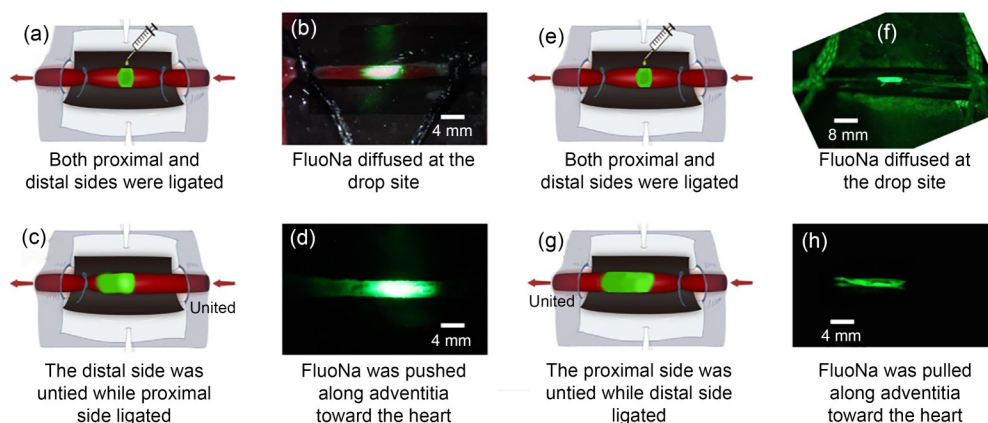 (a)
Both proximal and
distal sides were ligated
(b)
4 mm
FluoNa diffused at the
drop site
(e)
Both proximal and
distal sides were ligated
(f)
8 mm
FluoNa diffused at
the drop site
(c)
United
The distal side was
untied while proximal
side ligated
(d)
4 mm
FluoNa was pushed
along adventitia
toward the heart
(g)
United
The proximal side was
untied while distal side
ligated
(h)
4 mm
FluoNa was pulled
along adventitia
toward the heart